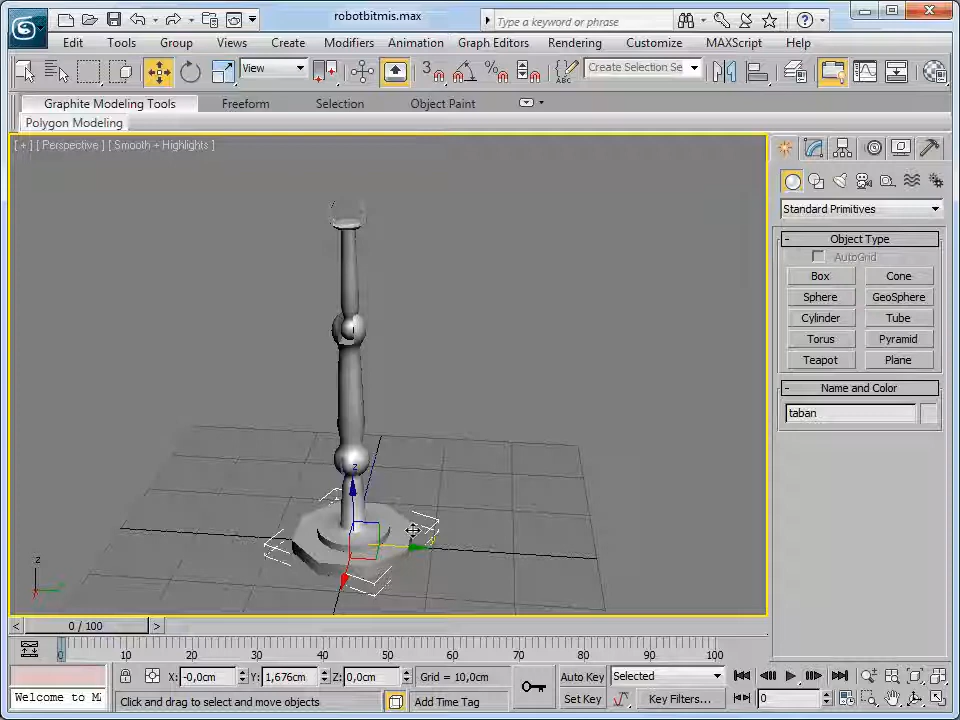 robotbitmis.max
Type a keyword or phrase
Edit Tools Group Views Create Modifiers Animation Graph Editors Rendering Customize MAXScript Help
View
3
ABC
Create Selection Se
Graphite Modeling Tools Freeform Selection Object Paint
Polygon Modeling
[ + ] [ Perspective ] [ Smooth + Highlights ]
Standard Primitives
- Object Type
AutoGrid
Box Cone
Sphere GeoSphere
Cylinder Tube
Torus Pyramid
Teapot Plane
- Name and Color
taban
z
z
< 0 / 100 >
0 10 20 30 40 50 60 70 80 90 100
X: -0,0cm Y: 1,676cm Z: 0,0cm Grid = 10,0cm Auto Key Selected
Welcome to M Click and drag to select and move objects Add Time Tag Set Key Key Filters... 0